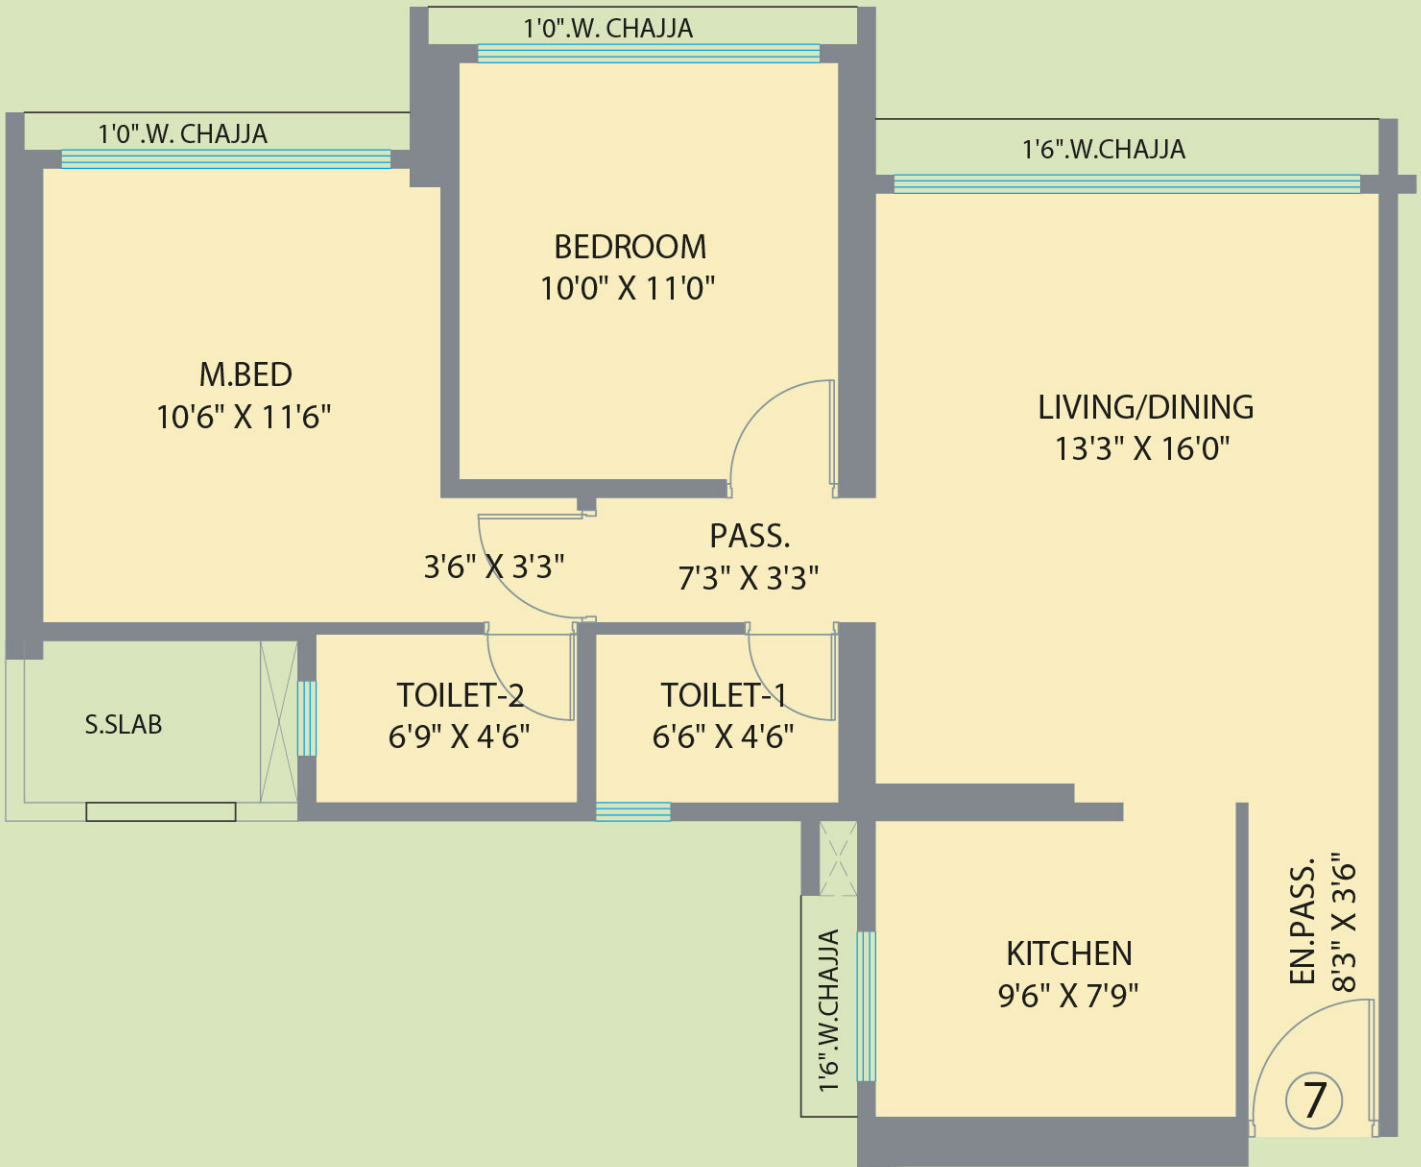 1'0".W. CHAJJA
1'0".W. CHAJJA
1'6".W.CHAJJA
BEDROOM
10'0" X 11'0"
M.BED
10'6" X 11'6"
LIVING/DINING
13'3" X 16'0"
PASS.
7'3" X 3'3"
3'6" X 3'3"
TOILET-2
6'9" X 4'6"
TOILET-1
6'6" X 4'6"
S.SLAB
KITCHEN
9'6" X 7'9"
EN.PASS.
8'3" X 3'6"
1'6".W.CHAJJA
7